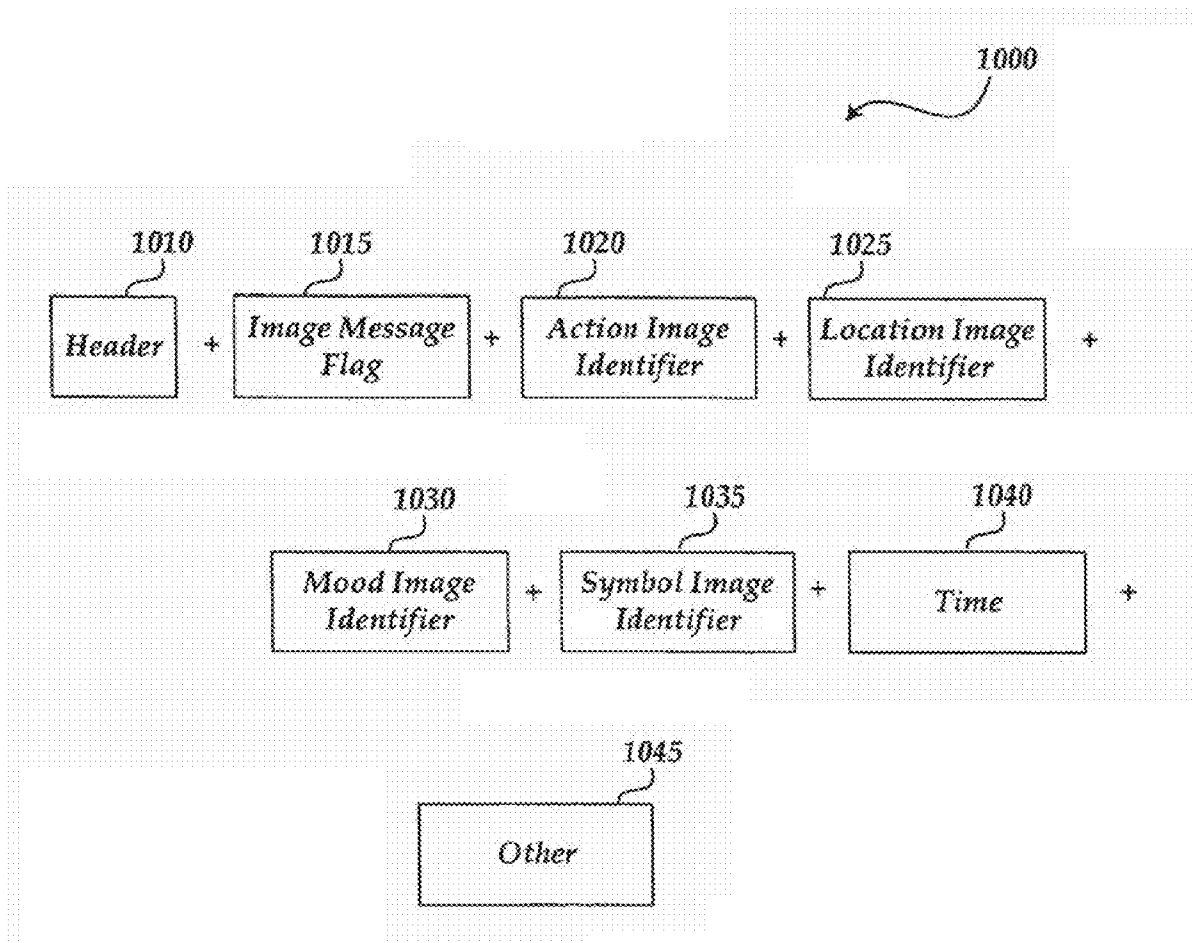 1000
1010 1015 1020 1025
Header + Image Message Flag + Action Image Identifier + Location Image Identifier +
1030 1035 1040
Mood Image Identifier + Symbol Image Identifier + Time +
1045
Other